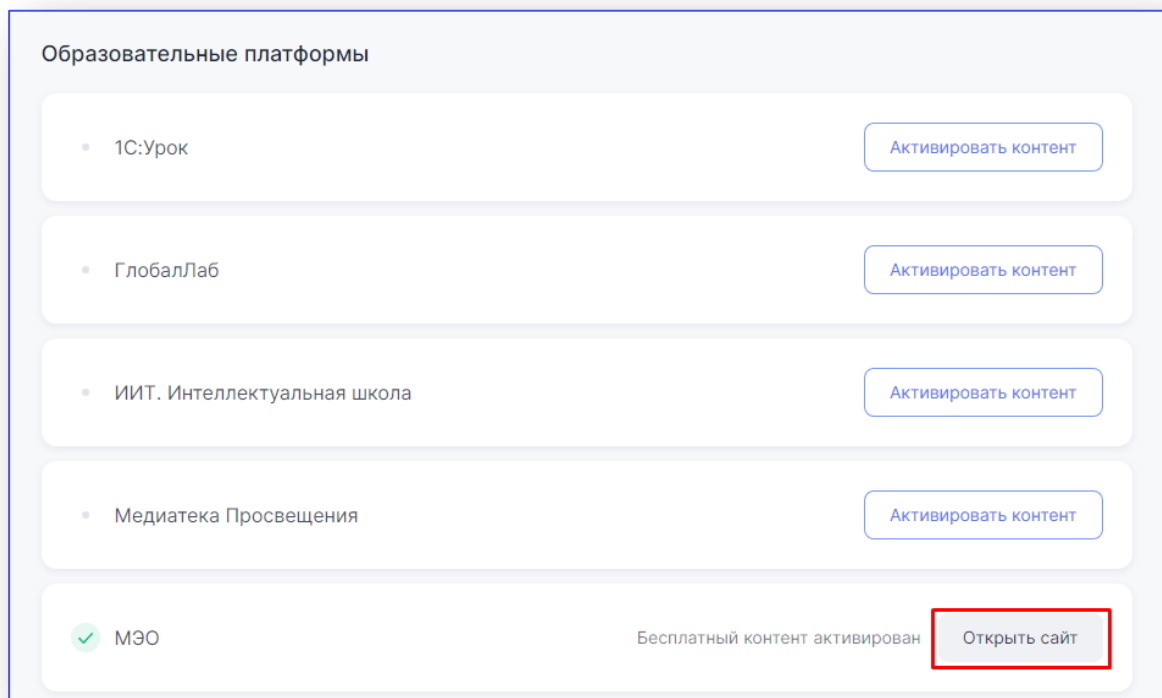 Образовательные платформы
1С:Урок
Активировать контент
ГлобалЛаб
Активировать контент
ИИТ. Интеллектуальная школа
Активировать контент
Медиатека Просвещения
Активировать контент
МЭО
Бесплатный контент активирован
Открыть сайт